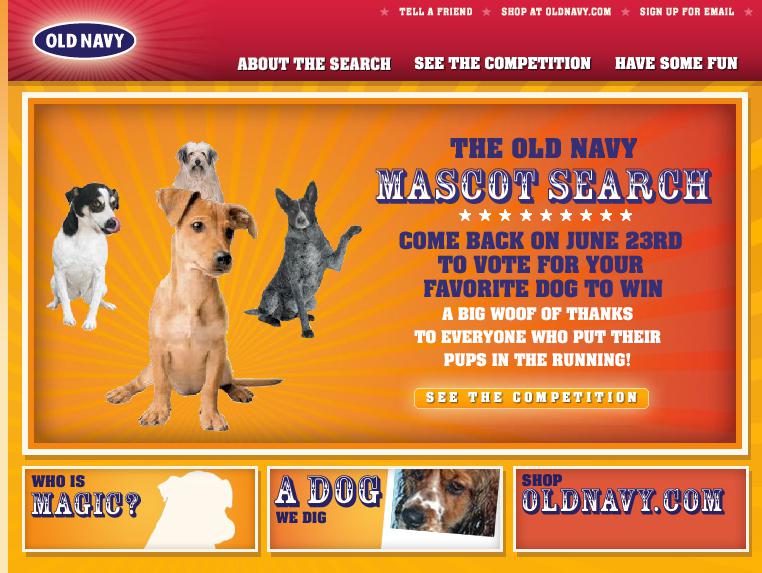 TELL A FRIEND
SHOP AT OLDNAVY.COM
SIGN UP FOR EMAIL
OLD NAVY
ABOUT THE SEARCH
SEE THE COMPETITION
HAVE SOME FUN
THE OLD NAVY
MASCOT SEARCH
COME BACK ON JUNE 23RD
TO VOTE FOR YOUR
FAVORITE DOG TO WIN
A BIG WOOF OF THANKS
TO EVERYONE WHO PUT THEIR
PUPS IN THE RUNNING!
SEE THE COMPETITION
WHO IS
MAGIC?
A DOG
WE DIG
SHOP
OLDNAVY.COM